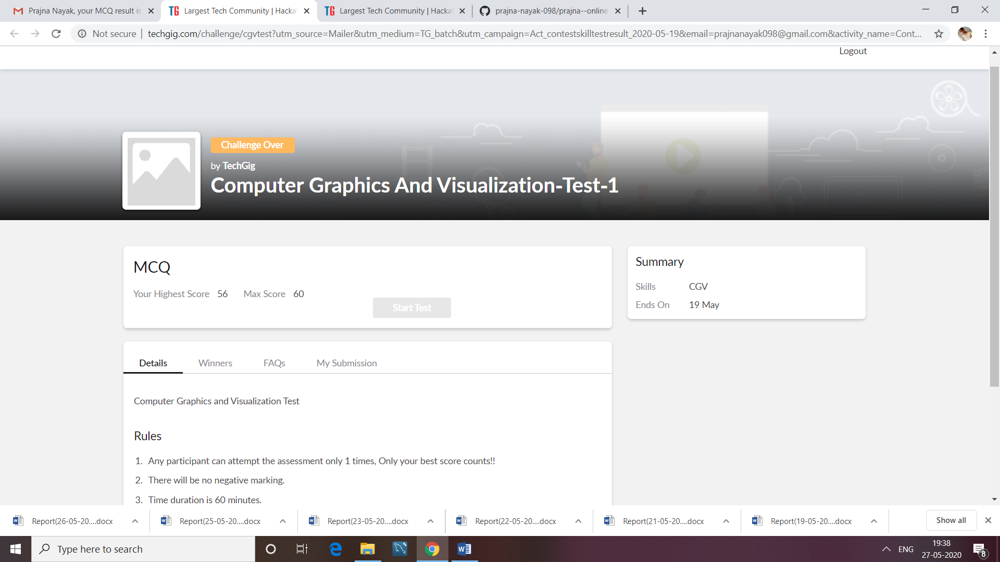 Prajna Nayak, your MCQ result is
Largest Tech Community | Hacka
Largest Tech Community | Hacka
prajna-nayak-098/prajna--online
Not secure
techgig.com/challenge/cgvtest?utm_source=Mailer&utm_medium=TG_batch&utm_campaign=Act_contestskilltestresult_2020-05-19&email=prajnanayak098@gmail.com&activity_name=Cont...
Logout
Challenge Over
by TechGig
Computer Graphics And Visualization-Test-1
MCQ
Your Highest Score 56 Max Score 60
Start Test
Summary
Skills CGV
Ends On 19 May
Details Winners FAQs My Submission
Computer Graphics and Visualization Test
Rules
1. Any participant can attempt the assessment only 1 times, Only your best score counts!!
2. There will be no negative marking.
3. Time duration is 60 minutes.
Report(26-05-20....docx
Report(25-05-20....docx
Report(23-05-20....docx
Report(22-05-20....docx
Report(21-05-20....docx
Report(19-05-20....docx
Show all
Type here to search
ENG
19:38
27-05-2020
8